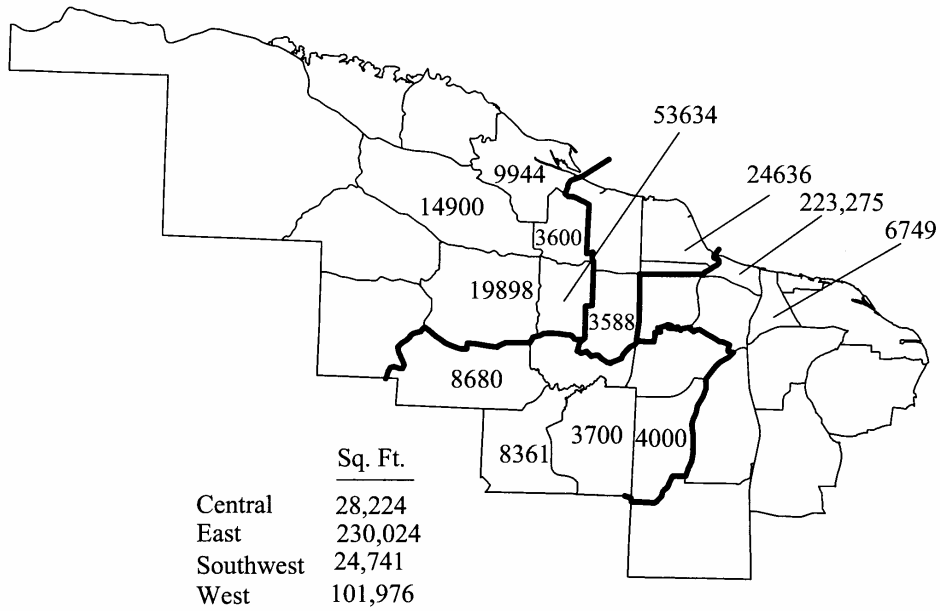 53634
9944
24636
14900
223,275
3600
6749
19898
3588
8680
3700
4000
8361
Sq. Ft.
Central 28,224
East 230,024
Southwest 24,741
West 101,976